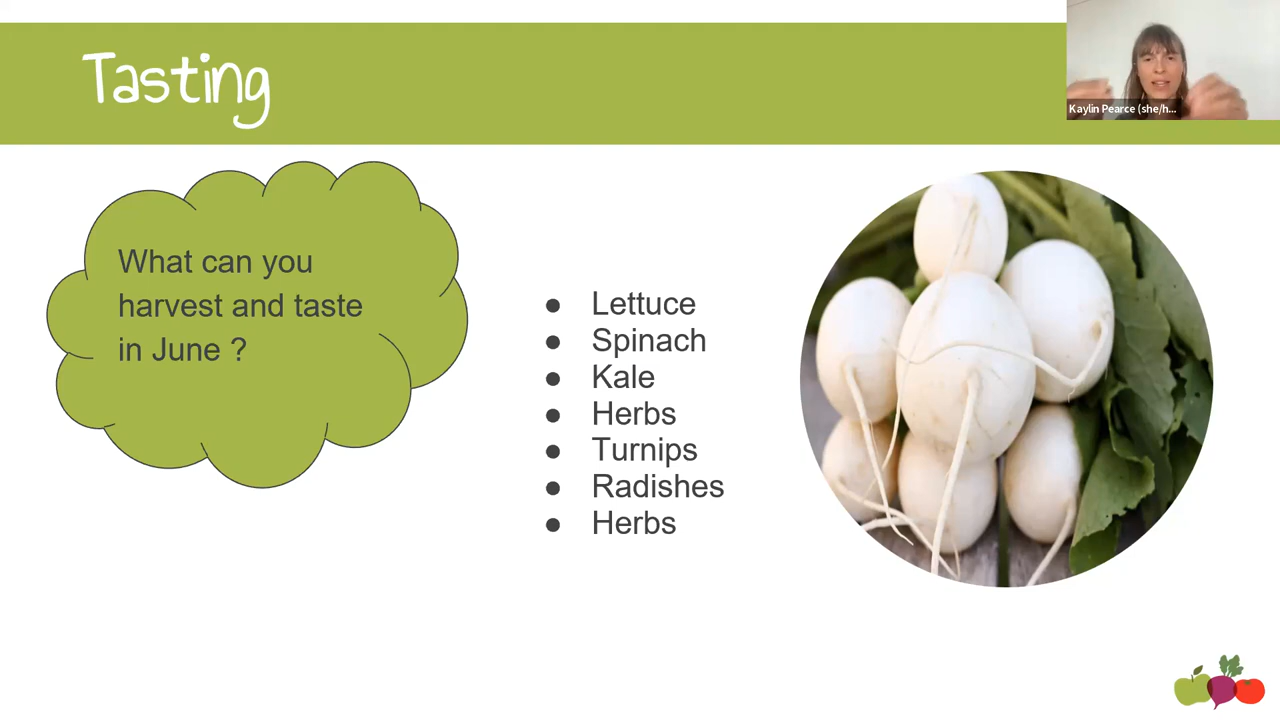 Tasting
Kaylin Pearce (she/h...
What can you
harvest and taste
in June ?
● Lettuce
● Spinach
● Kale
● Herbs
● Turnips
● Radishes
● Herbs